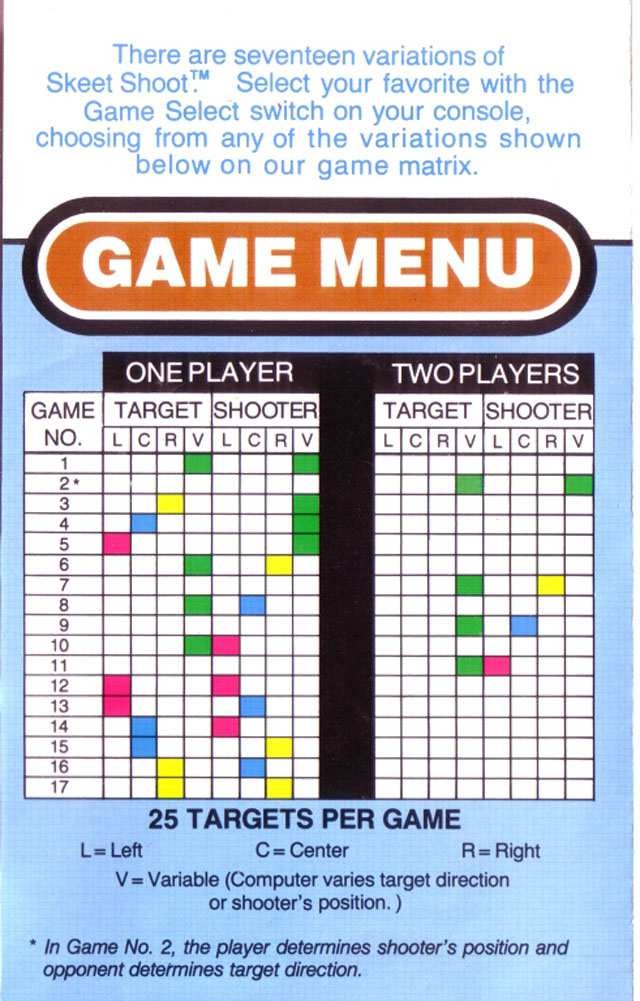 There are seventeen variations of
Skeet Shoot.™ Select your favorite with the
Game Select switch on your console,
choosing from any of the variations shown
below on our game matrix.
GAME MENU
ONE PLAYER TWO PLAYERS
GAME NO. TARGET SHOOTER TARGET SHOOTER
L C R V L C R V L C R V L C R V
1
2*
3
4
5
6
7
8
9
10
11
12
13
14
15
16
17
25 TARGETS PER GAME
L = Left C = Center R = Right
V = Variable (Computer varies target direction
or shooter's position.)
* In Game No. 2, the player determines shooter's position and
opponent determines target direction.